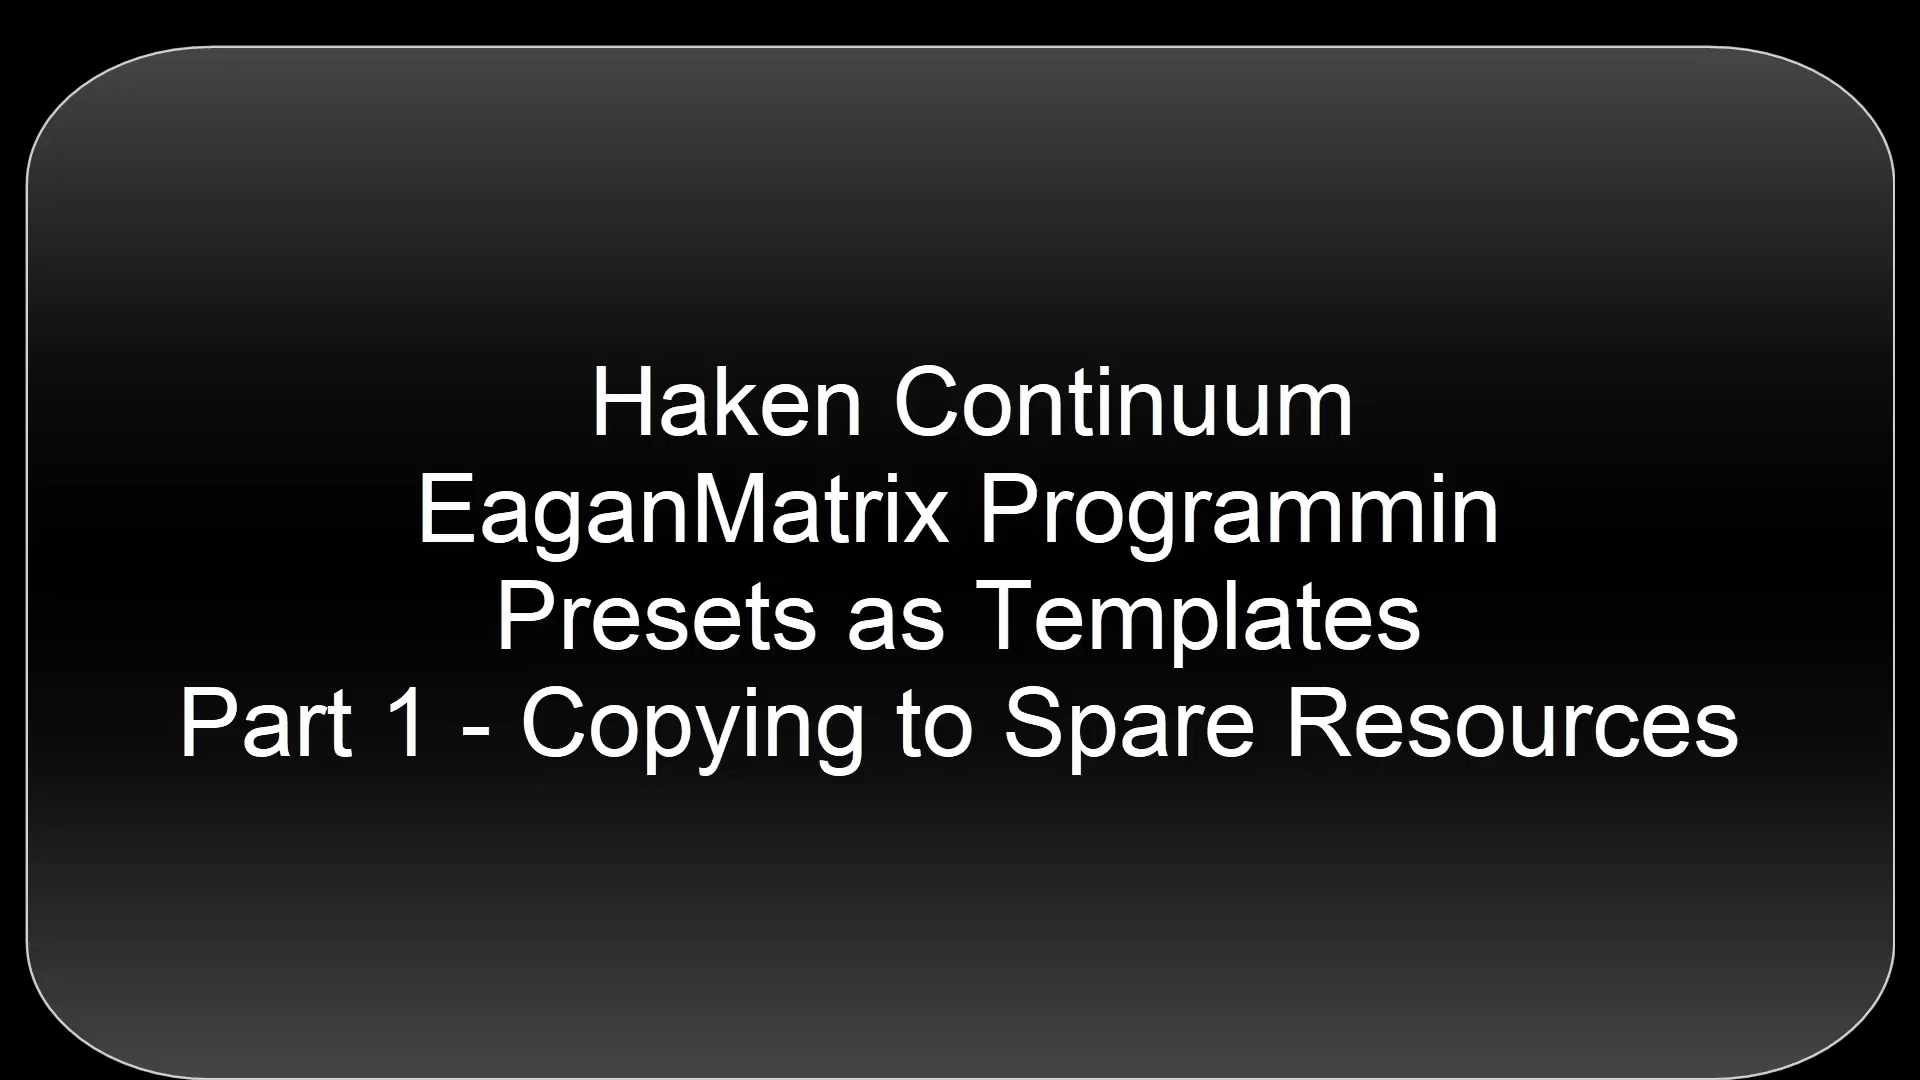 Haken Continuum
EaganMatrix Programmin
Presets as Templates
Part 1 - Copying to Spare Resources